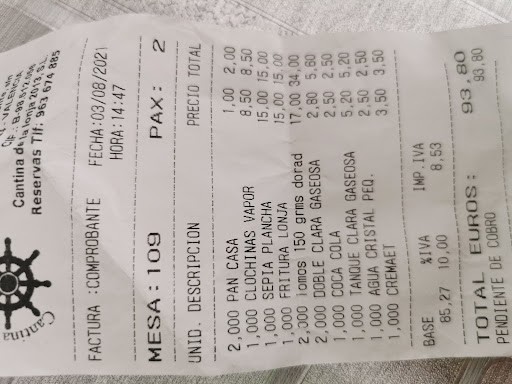 Cantina
VALENCIA
Cantina de la lonja 2013, S.L.
Reservas Tlf: 963 674 885
FACTURA :COMPROBANTE FECHA:03/08/2021
HORA:14:47
MESA: 109 PAX: 2
UNID. DESCRIPCION PRECIO TOTAL
2,000 PAN CASA 1,00 2,00
1,000 CLOCHINAS VAPOR 8,50 8,50
1,000 SEPIA PLANCHA 15,00 15,00
1,000 FRITURA LONJA 15,00 15,00
2,000 lomos 150 grms dorad 17,00 34,00
2,000 DOBLE CLARA GASEOSA 2,80 5,60
1,000 COCA COLA 2,50 2,50
1,000 TANQUE CLARA GASEOSA 5,20 5,20
1,000 AGUA CRISTAL PEQ. 2,50 2,50
1,000 CREMAET 3,50 3,50
BASE %IVA IMP.IVA
85,27 10,00 8,53
TOTAL EUROS: 93,80
PENDIENTE DE COBRO 93,80